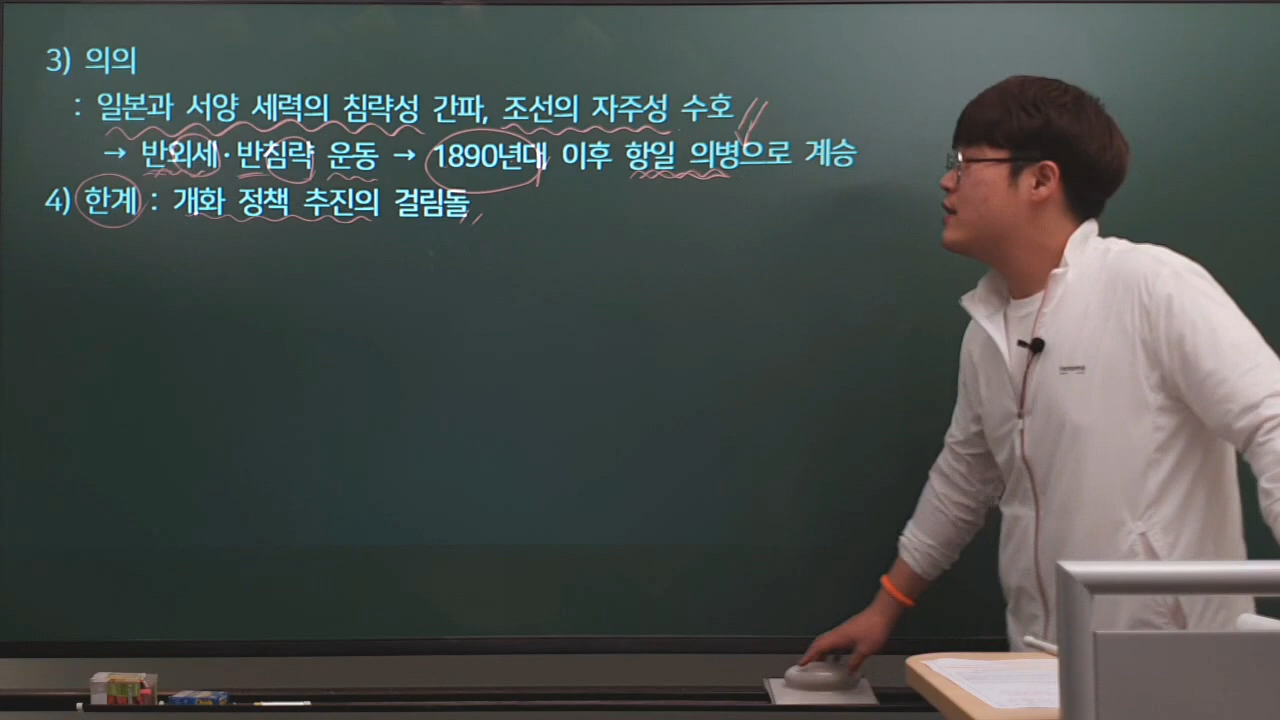 3) 의의
: 일본과 서양 세력의 침략성 간파, 조선의 자주성 수호
→ 반외세·반침략 운동 → 1890년대 이후 항일 의병으로 계승
4) 한계 : 개화 정책 추진의 걸림돌